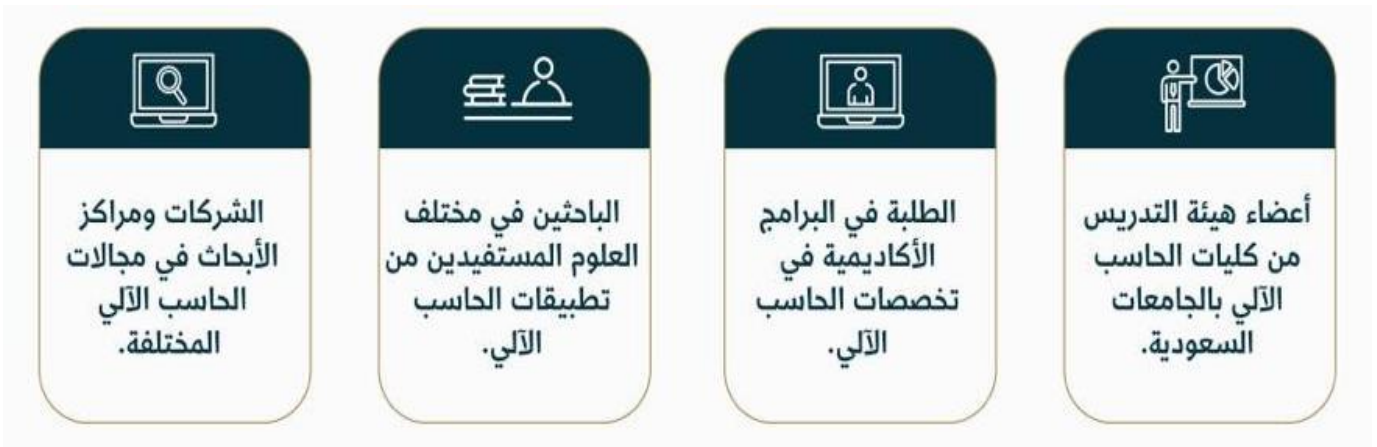 أعضاء هيئة التدريس
من كليات الحاسب
الآلي بالجامعات
السعودية.
الطلبة في البرامج
الأكاديمية في
تخصصات الحاسب
الآلي.
الباحثين في مختلف
العلوم المستفيدين من
تطبيقات الحاسب
الآلي.
الشركات ومراكز
الأبحاث في مجالات
الحاسب الآلي
المختلفة.